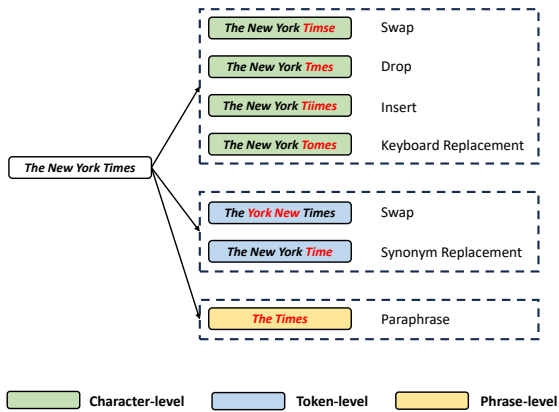 The New York Timse Swap
The New York Tmes Drop
The New York Tiimes Insert
The New York Tomes Keyboard Replacement
The New York Times
The York New Times Swap
The New York Time Synonym Replacement
The Times Paraphrase
Character-level Token-level Phrase-level